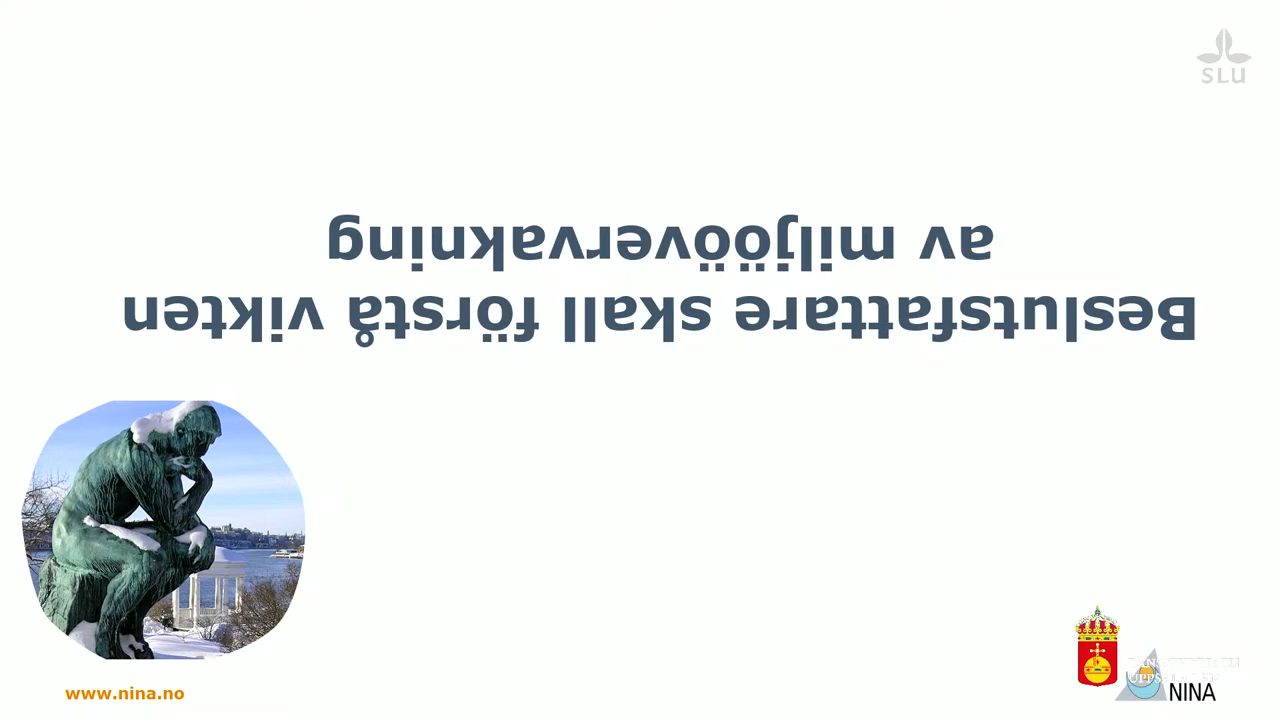 SLU
Beslutsfattare skall förstå vikten
av miljöövervakning
www.nina.no
NINA